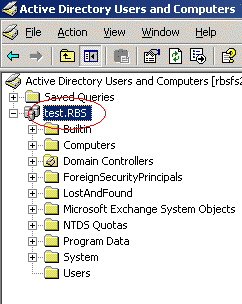 Active Directory Users and Computers
File Action View Window Help
Active Directory Users and Computers [rbsfs2
Saved Queries
test.RBS
Builtin
Computers
Domain Controllers
ForeignSecurityPrincipals
LostAndFound
Microsoft Exchange System Objects
NTDS Quotas
Program Data
System
Users